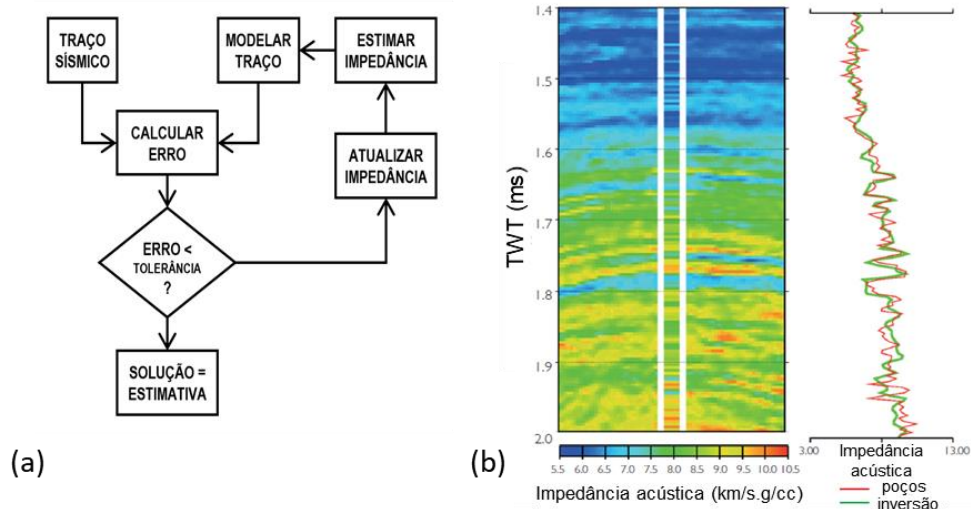 TRAÇO
SÍSMICO
MODELAR
TRAÇO
ESTIMAR
IMPEDÂNCIA
CALCULAR
ERRO
ATUALIZAR
IMPEDÂNCIA
ERRO <
TOLERÂNCIA
?
SOLUÇÃO =
ESTIMATIVA
(a)
(b)
TWT (ms)
1.4
1.5
1.6
1.7
1.8
1.9
2.0
5.5 6.0 6.5 7.0 7.5 8.0 8.5 9.0 9.5 10.0 10.5
Impedância acústica (km/s.g/cc)
3.00 13.00
Impedância
acústica
poços
inversão